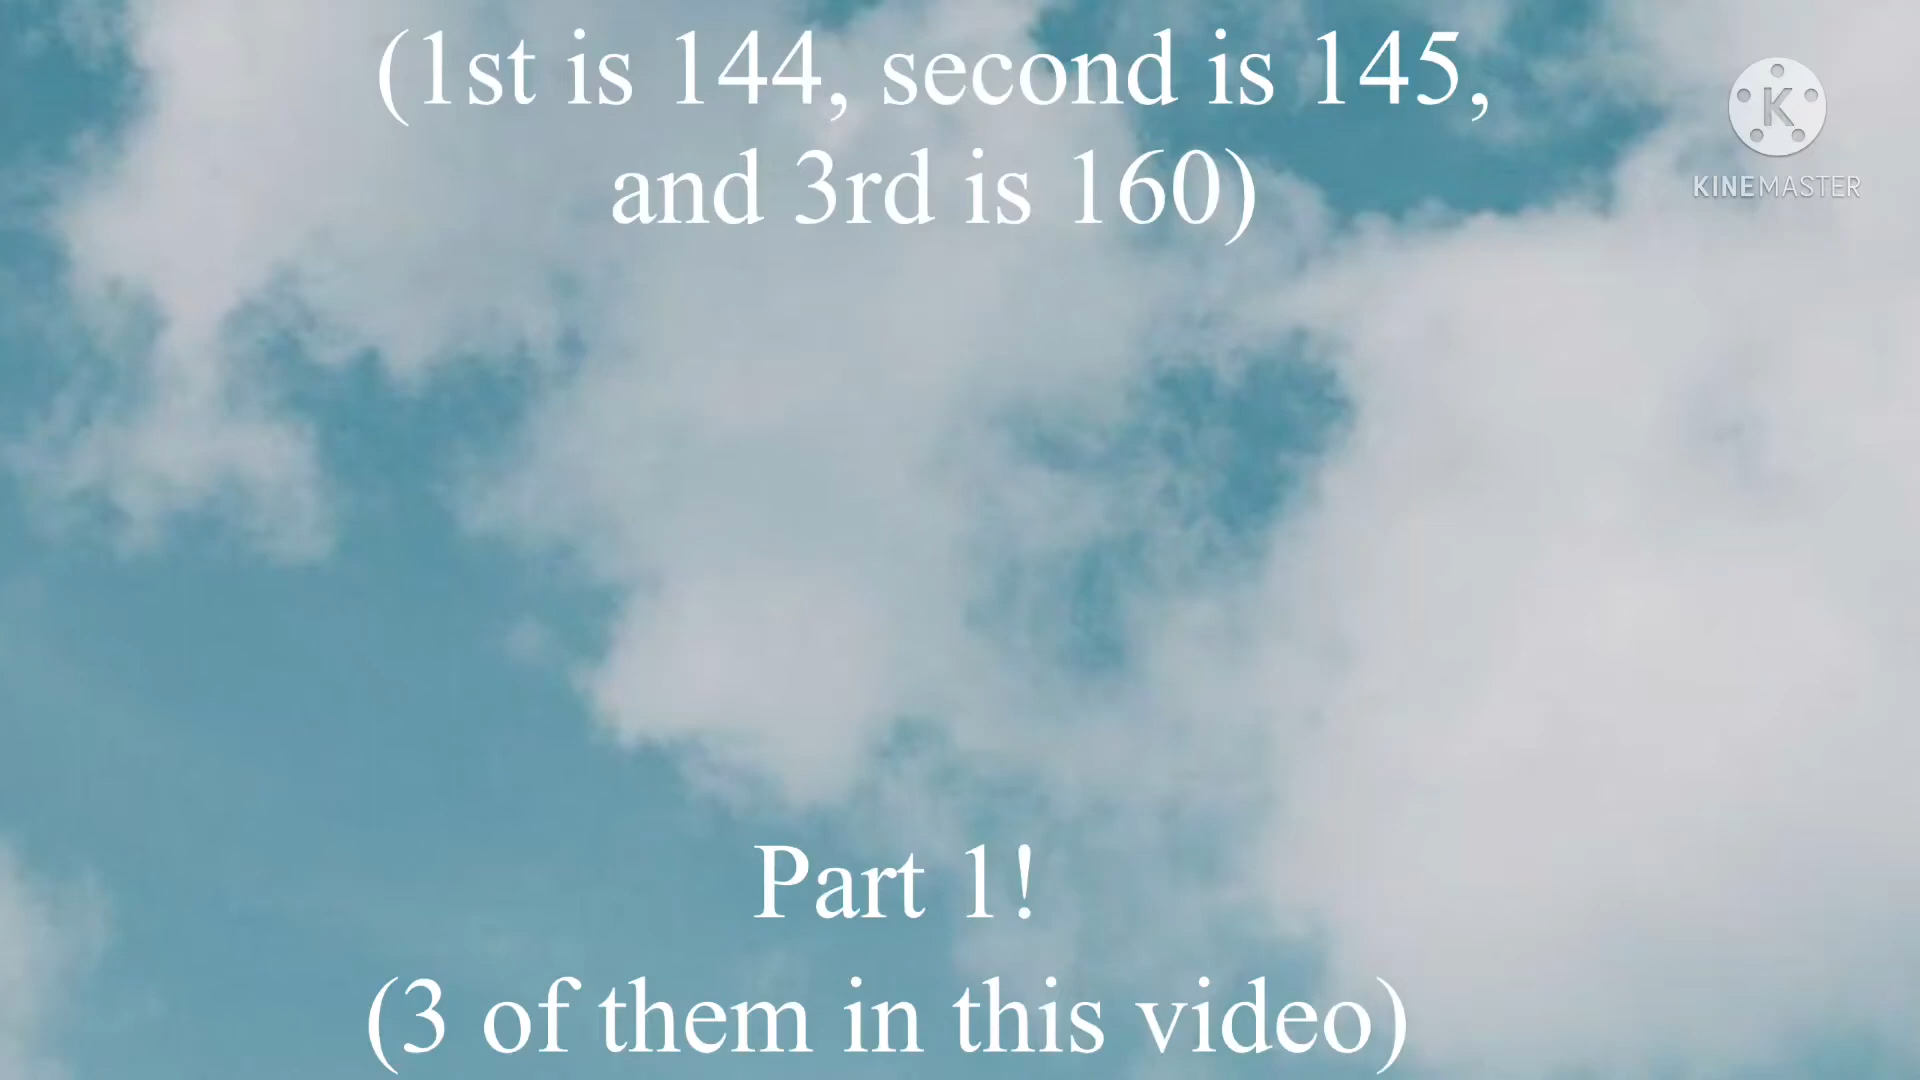 (1st is 144, second is 145,
and 3rd is 160)
K
KINEMASTER
Part 1!
(3 of them in this video)